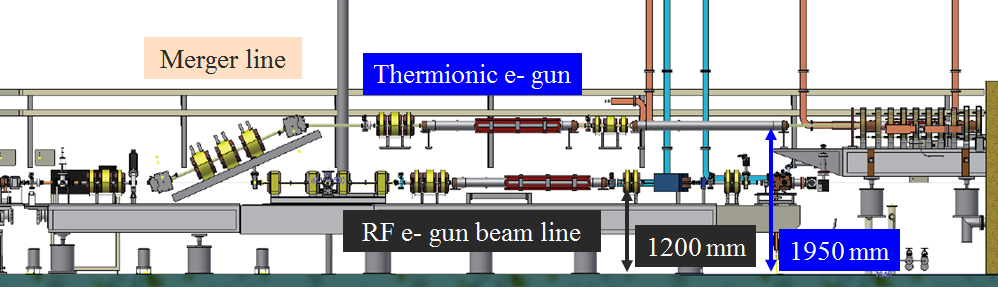 Merger line
Thermionic e- gun
RF e- gun beam line
1200 mm
1950 mm